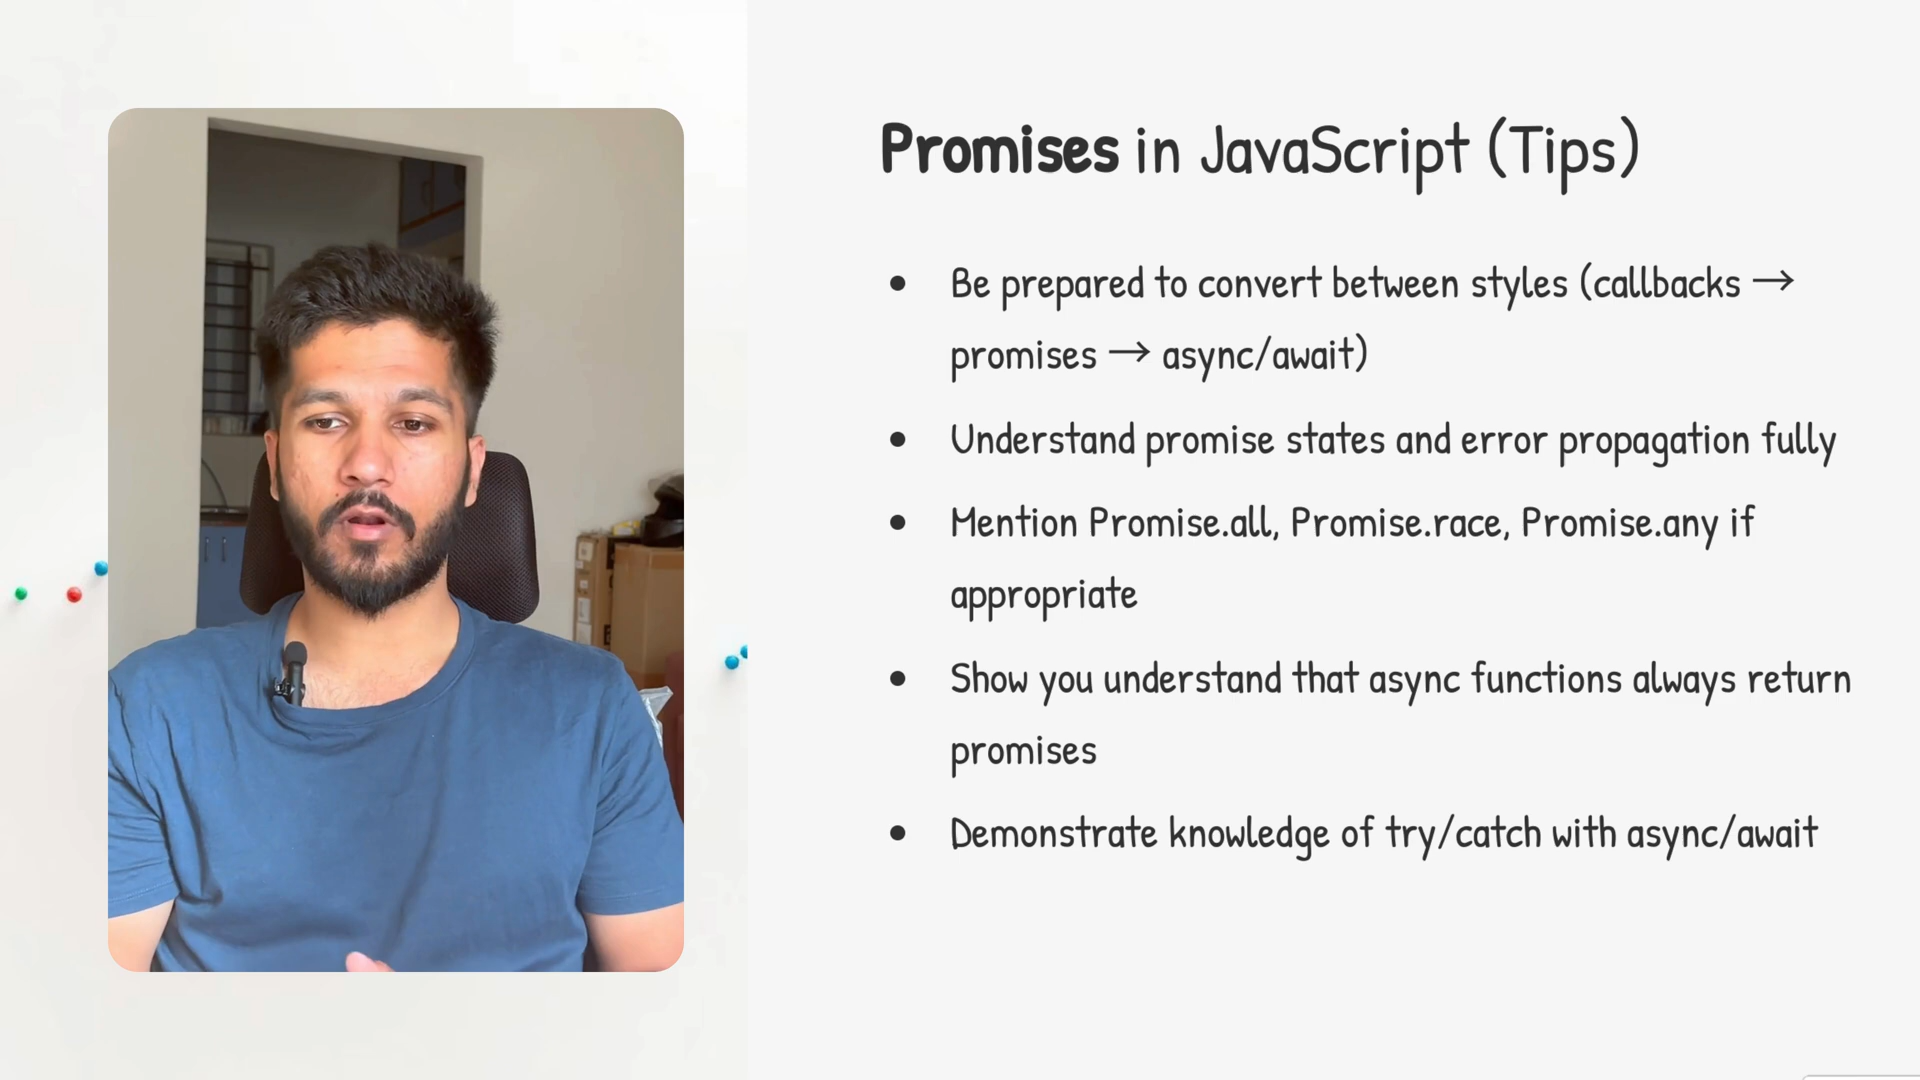 Promises in JavaScript (Tips)
● Be prepared to convert between styles (callbacks →
promises → async/await)
● Understand promise states and error propagation fully
● Mention Promise.all, Promise.race, Promise.any if
appropriate
● Show you understand that async functions always return
promises
● Demonstrate knowledge of try/catch with async/await